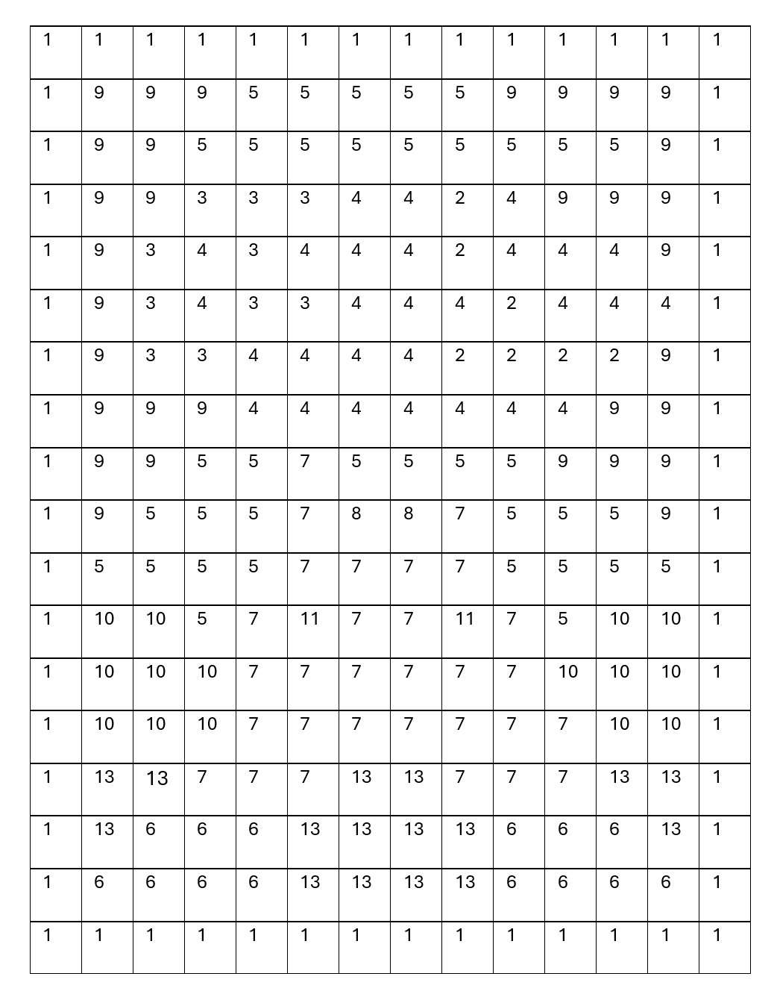 1 1 1 1 1 1 1 1 1 1 1 1 1 1
1 9 9 9 5 5 5 5 5 9 9 9 9 1
1 9 9 5 5 5 5 5 5 5 5 5 9 1
1 9 9 3 3 3 4 4 2 4 9 9 9 1
1 9 3 4 3 4 4 4 2 4 4 4 9 1
1 9 3 4 3 3 4 4 4 2 4 4 4 1
1 9 3 3 4 4 4 4 2 2 2 2 9 1
1 9 9 9 4 4 4 4 4 4 4 9 9 1
1 9 9 5 5 7 5 5 5 5 9 9 9 1
1 9 5 5 5 7 8 8 7 5 5 5 9 1
1 5 5 5 5 7 7 7 7 5 5 5 5 1
1 10 10 5 7 11 7 7 11 7 5 10 10 1
1 10 10 10 7 7 7 7 7 7 10 10 10 1
1 10 10 10 7 7 7 7 7 7 7 10 10 1
1 13 13 7 7 7 13 13 7 7 7 13 13 1
1 13 6 6 6 13 13 13 13 6 6 6 13 1
1 6 6 6 6 13 13 13 13 6 6 6 6 1
1 1 1 1 1 1 1 1 1 1 1 1 1 1